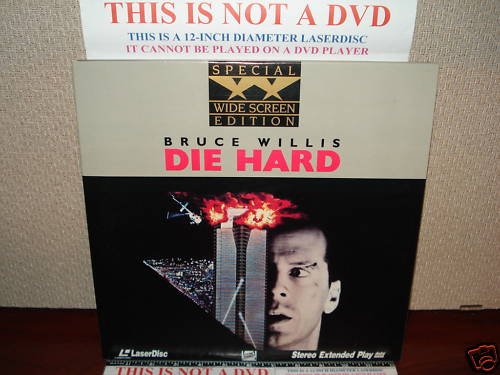 THIS IS NOT A DVD
THIS IS A 12-INCH DIAMETER LASERDISC
IT CANNOT BE PLAYED ON A DVD PLAYER
SPECIAL
WIDE SCREEN
EDITION
BRUCE WILLIS
DIE HARD
LaserDisc
Stereo Extended Play
THIS IS NOT A DVD